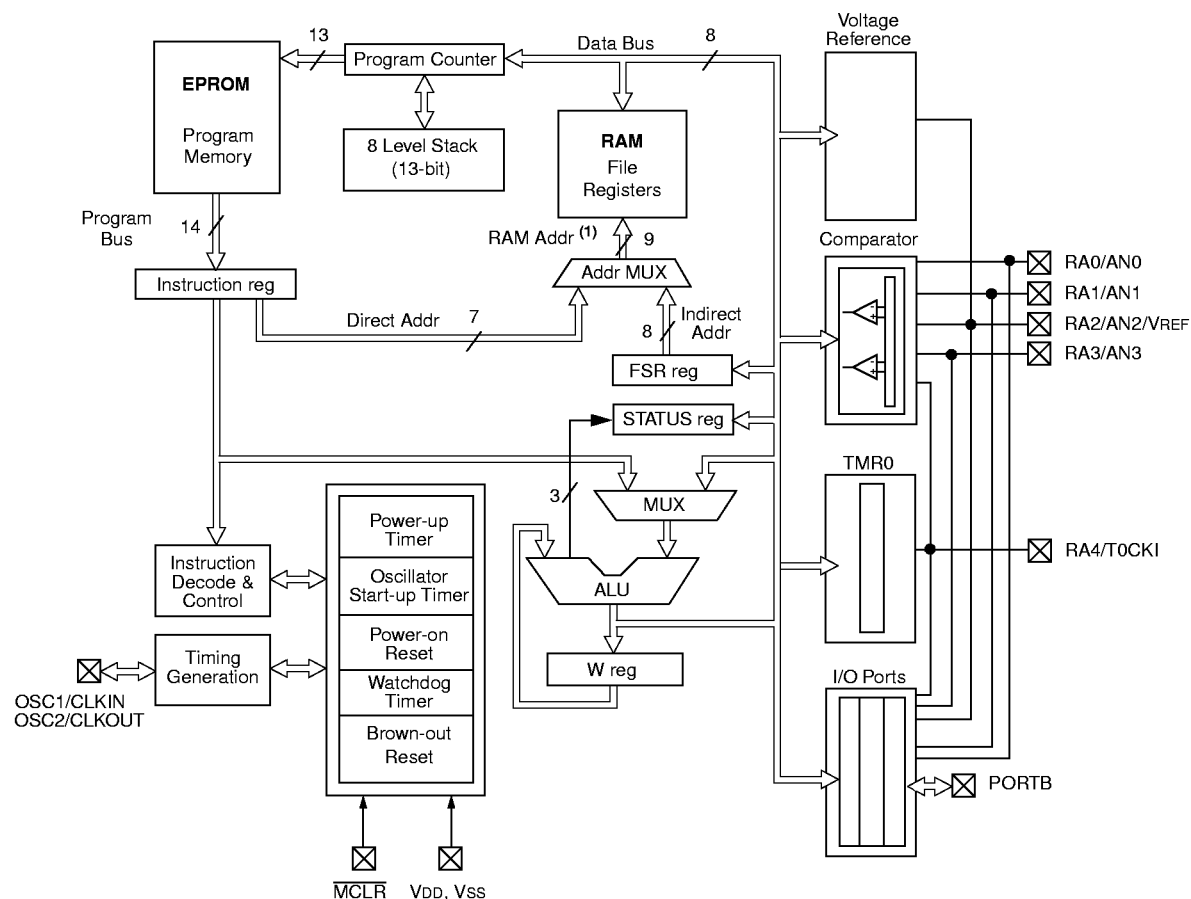 Voltage
Reference
13
Program Counter
Data Bus
8
EPROM
Program
Memory
8 Level Stack
(13-bit)
RAM
File
Registers
Program
Bus
14
RAM Addr (1)
9
Comparator
Addr MUX
Instruction reg
Direct Addr
7
8
Indirect
Addr
FSR reg
STATUS reg
- +
- +
RA0/AN0
RA1/AN1
RA2/AN2/VREF
RA3/AN3
3
MUX
TMR0
Power-up
Timer
Instruction
Decode &
Control
Oscillator
Start-up Timer
ALU
RA4/T0CKI
Timing
Generation
Power-on
Reset
W reg
I/O Ports
OSC1/CLKIN
OSC2/CLKOUT
Watchdog
Timer
Brown-out
Reset
PORTB
MCLR
VDD, VSS